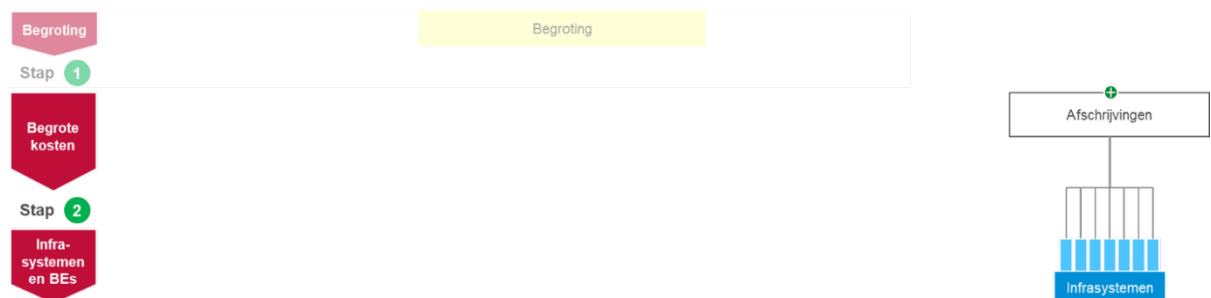 Begroting
Begroting
Stap 1
Begrote
kosten
Afschrijvingen
Stap 2
Infra-
systemen
en BEs
Infrasystemen